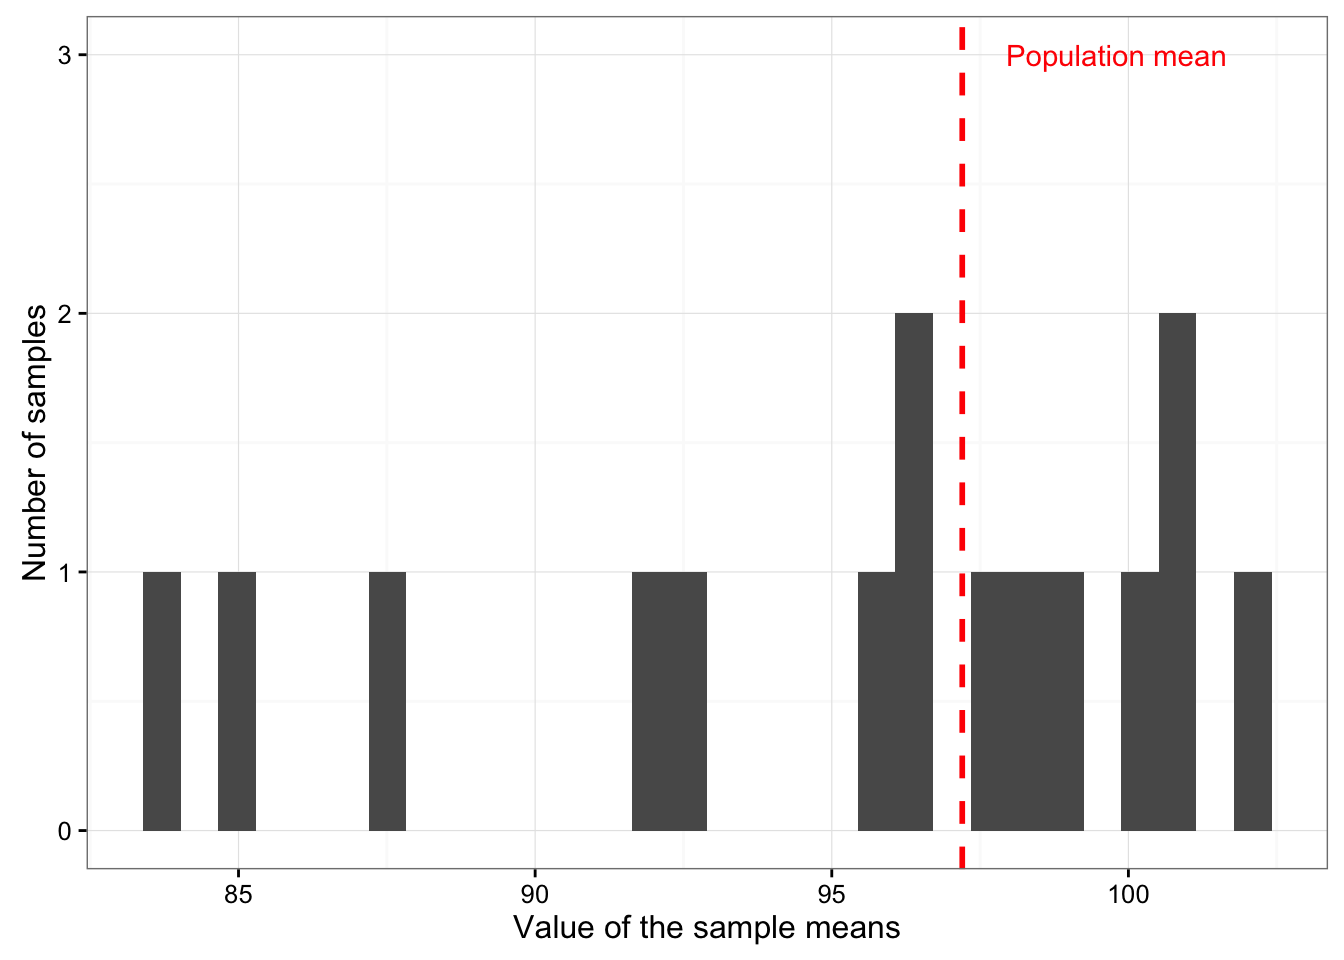 Population mean
3
2
1
0
Number of samples
85 90 95 100
Value of the sample means